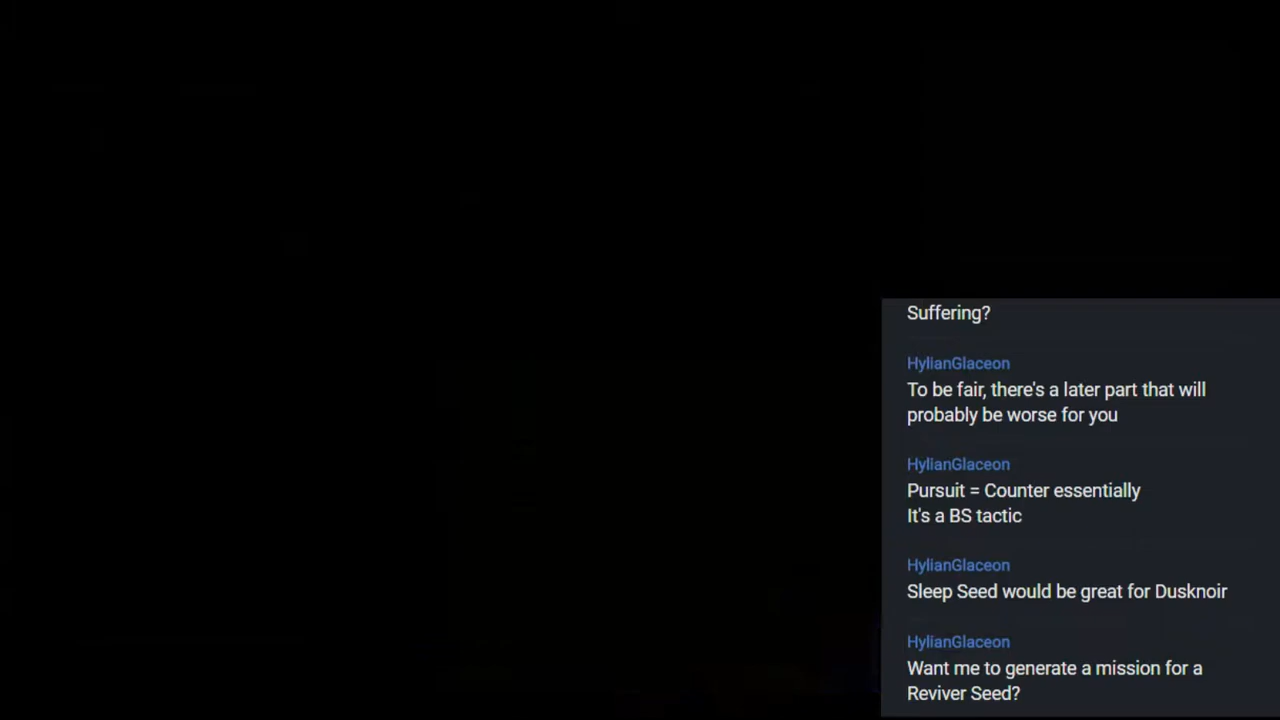 Suffering?
HylianGlaceon
To be fair, there's a later part that will
probably be worse for you
HylianGlaceon
Pursuit = Counter essentially
It's a BS tactic
HylianGlaceon
Sleep Seed would be great for Dusknoir
HylianGlaceon
Want me to generate a mission for a
Reviver Seed?